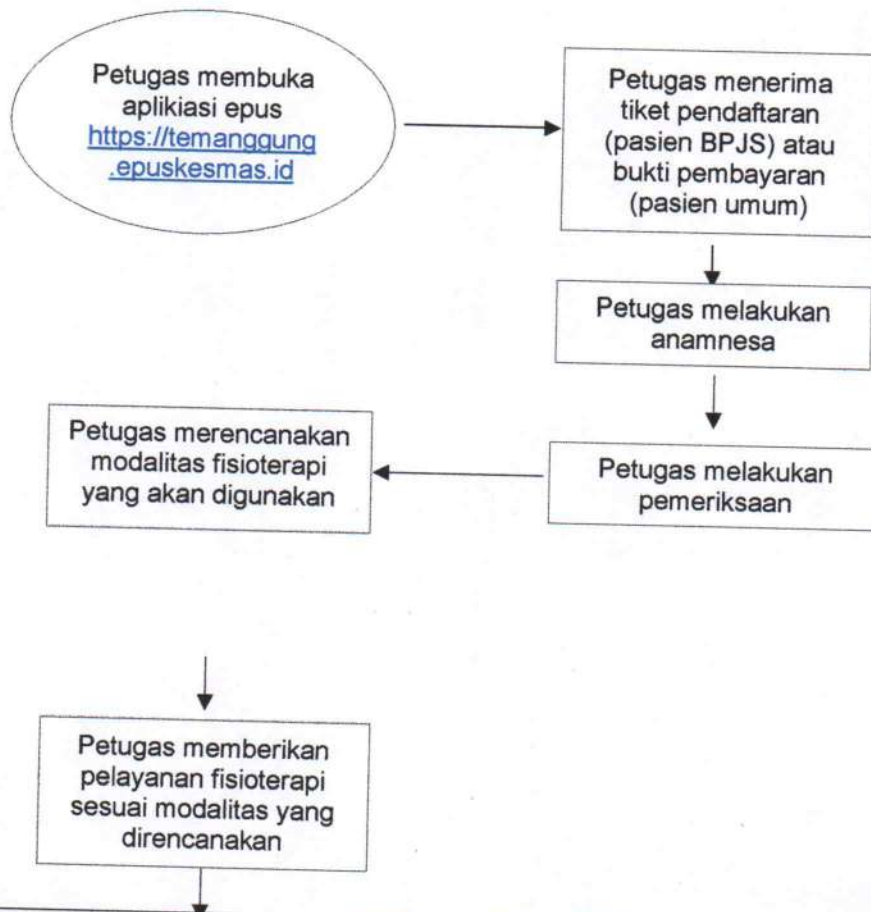 Petugas membuka
aplikiasi epus
https://temanggung
.epuskesmas.id
Petugas menerima
tiket pendaftaran
(pasien BPJS) atau
bukti pembayaran
(pasien umum)
Petugas melakukan
anamnesa
Petugas melakukan
pemeriksaan
Petugas merencanakan
modalitas fisioterapi
yang akan digunakan
Petugas memberikan
pelayanan fisioterapi
sesuai modalitas yang
direncanakan